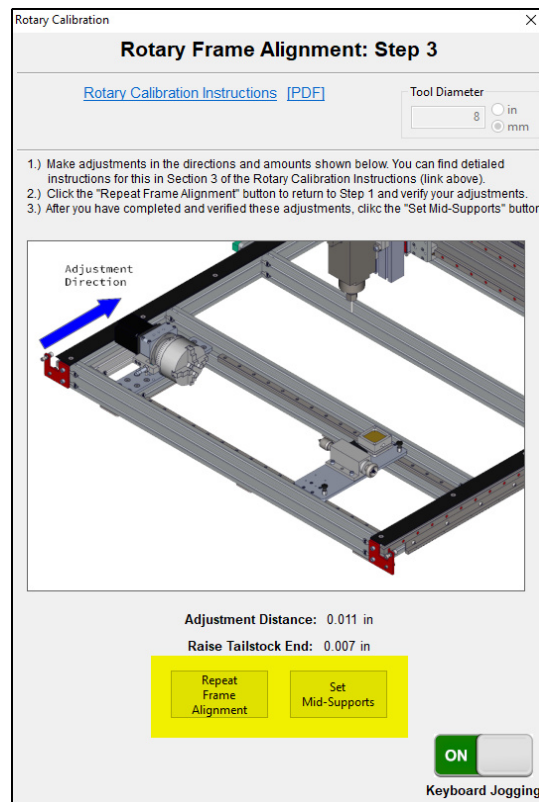 Rotary Calibration
Rotary Frame Alignment: Step 3
Rotary Calibration Instructions [PDF]
Tool Diameter
8
in
mm
1.) Make adjustments in the directions and amounts shown below. You can find detialed
instructions for this in Section 3 of the Rotary Calibration Instructions (link above).
2.) Click the "Repeat Frame Alignment" button to return to Step 1 and verify your adjustments.
3.) After you have completed and verified these adjustments, clikc the "Set Mid-Supports" button
Adjustment
Direction
Adjustment Distance: 0.011 in
Raise Tailstock End: 0.007 in
Repeat
Frame
Alignment
Set
Mid-Supports
ON
Keyboard Jogging